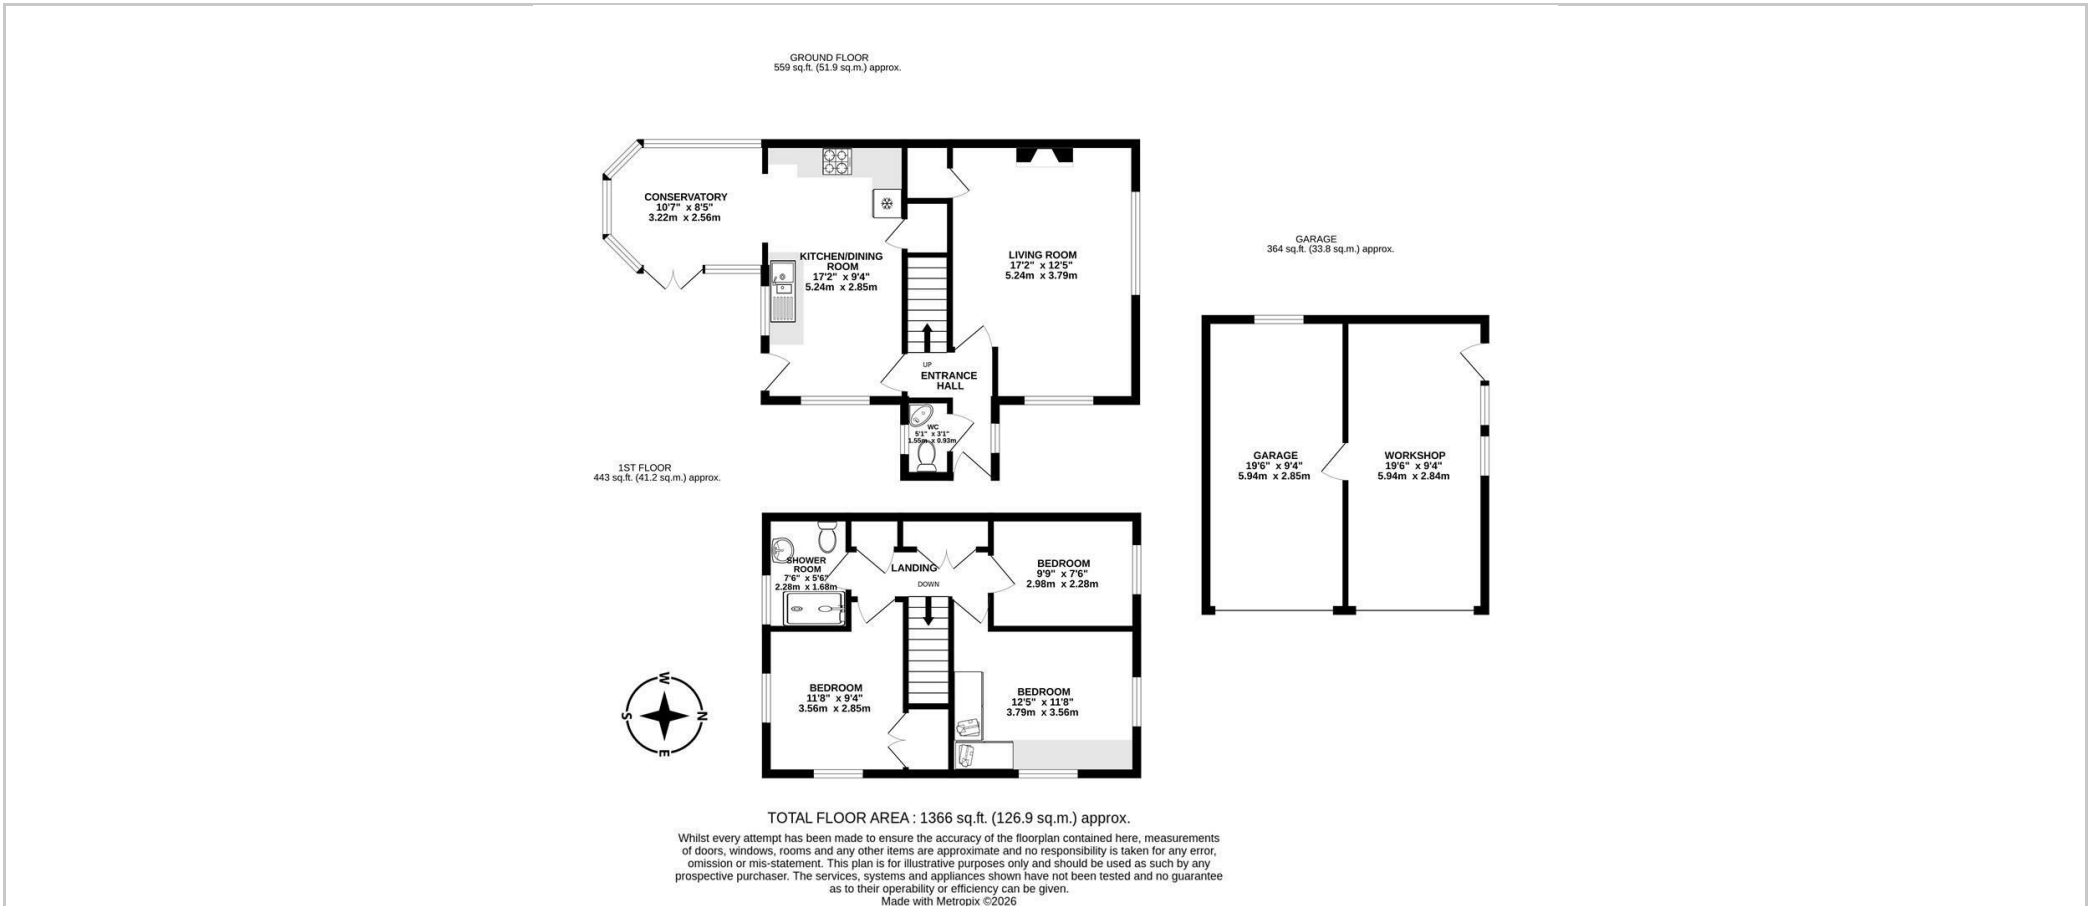 GROUND FLOOR
559 sq.ft. (51.9 sq.m.) approx.
CONSERVATORY
10'7" x 8'5"
3.22m x 2.56m
KITCHEN/DINING
ROOM
17'2" x 9'4"
5.24m x 2.85m
LIVING ROOM
17'2" x 12'5"
5.24m x 3.79m
UP
ENTRANCE
HALL
WC
5'1" x 3'1"
1.55m x 0.93m
GARAGE
364 sq.ft. (33.8 sq.m.) approx.
GARAGE
19'6" x 9'4"
5.94m x 2.85m
WORKSHOP
19'6" x 9'4"
5.94m x 2.84m
1ST FLOOR
443 sq.ft. (41.2 sq.m.) approx.
SHOWER
ROOM
7'6" x 5'6"
2.28m x 1.68m
LANDING
DOWN
BEDROOM
9'9" x 7'6"
2.98m x 2.28m
BEDROOM
11'8" x 9'4"
3.56m x 2.85m
BEDROOM
12'5" x 11'8"
3.79m x 3.56m
W
S
N
E
TOTAL FLOOR AREA : 1366 sq.ft. (126.9 sq.m.) approx.
Whilst every attempt has been made to ensure the accuracy of the floorplan contained here, measurements
of doors, windows, rooms and any other items are approximate and no responsibility is taken for any error,
omission or mis-statement. This plan is for illustrative purposes only and should be used as such by any
prospective purchaser. The services, systems and appliances shown have not been tested and no guarantee
as to their operability or efficiency can be given.
Made with Metropix ©2026